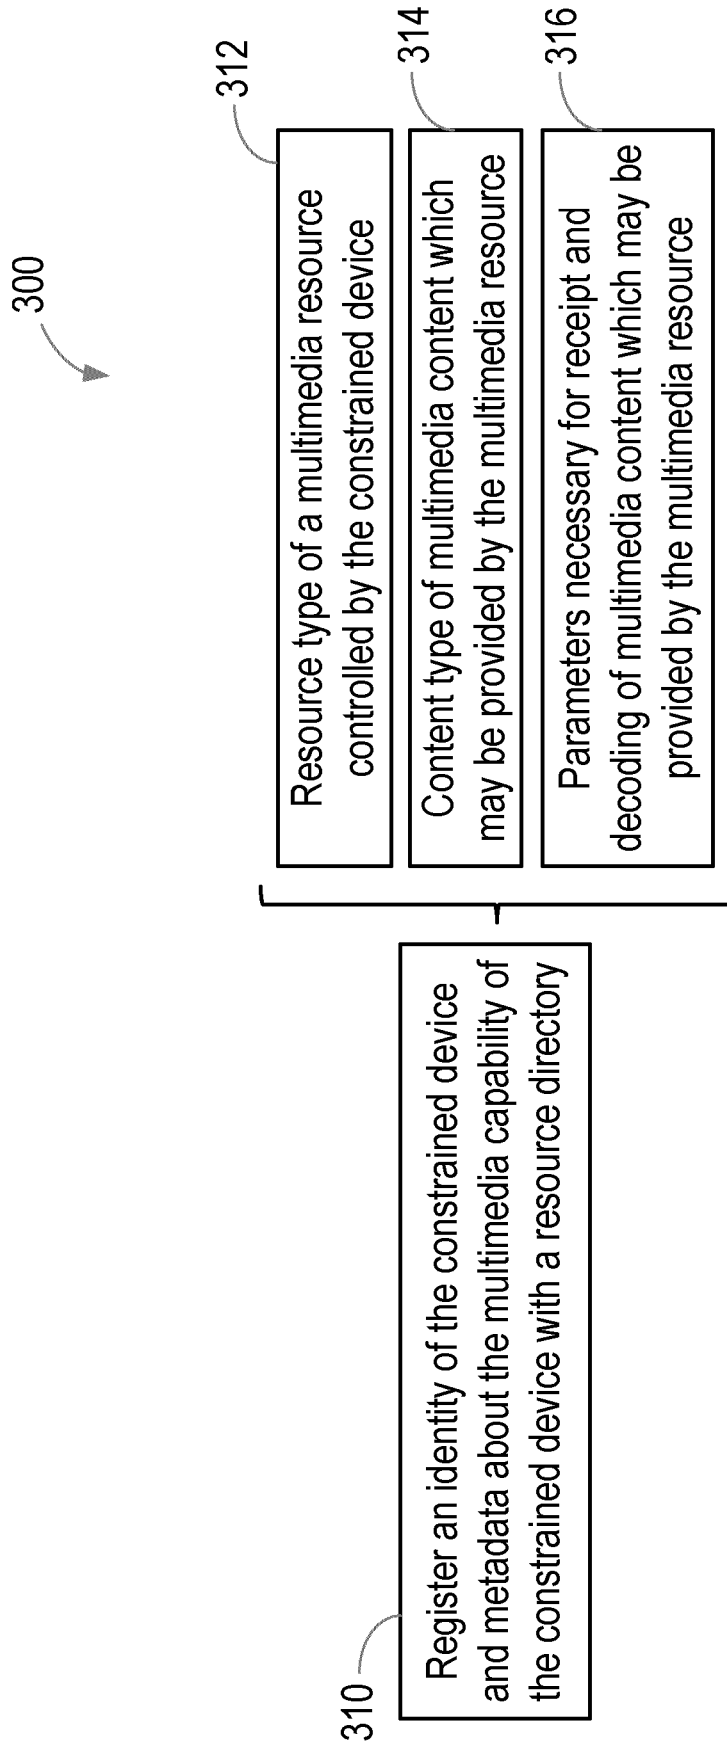 300
310
Register an identity of the constrained device
and metadata about the multimedia capability of
the constrained device with a resource directory
312
Resource type of a multimedia resource
controlled by the constrained device
314
Content type of multimedia content which
may be provided by the multimedia resource
316
Parameters necessary for receipt and
decoding of multimedia content which may be
provided by the multimedia resource